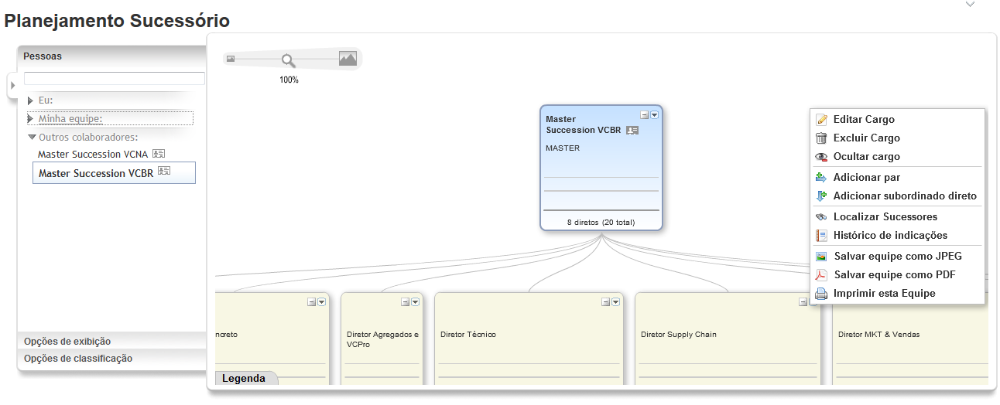 Planejamento Sucessório
Pessoas
Eu:
Minha equipe:
Outros colaboradores:
Master Succession VCNA
Master Succession VCBR
Opções de exibição
Opções de classificação
100%
Master
Succession VCBR
MASTER
8 diretos (20 total)
Editar Cargo
Excluir Cargo
Ocultar cargo
Adicionar par
Adicionar subordinado direto
Localizar Sucessores
Histórico de indicações
Salvar equipe como JPEG
Salvar equipe como PDF
Imprimir esta Equipe
ncreto
Diretor Agregados e
VCPro
Diretor Técnico
Diretor Supply Chain
Diretor MKT & Vendas
Legenda